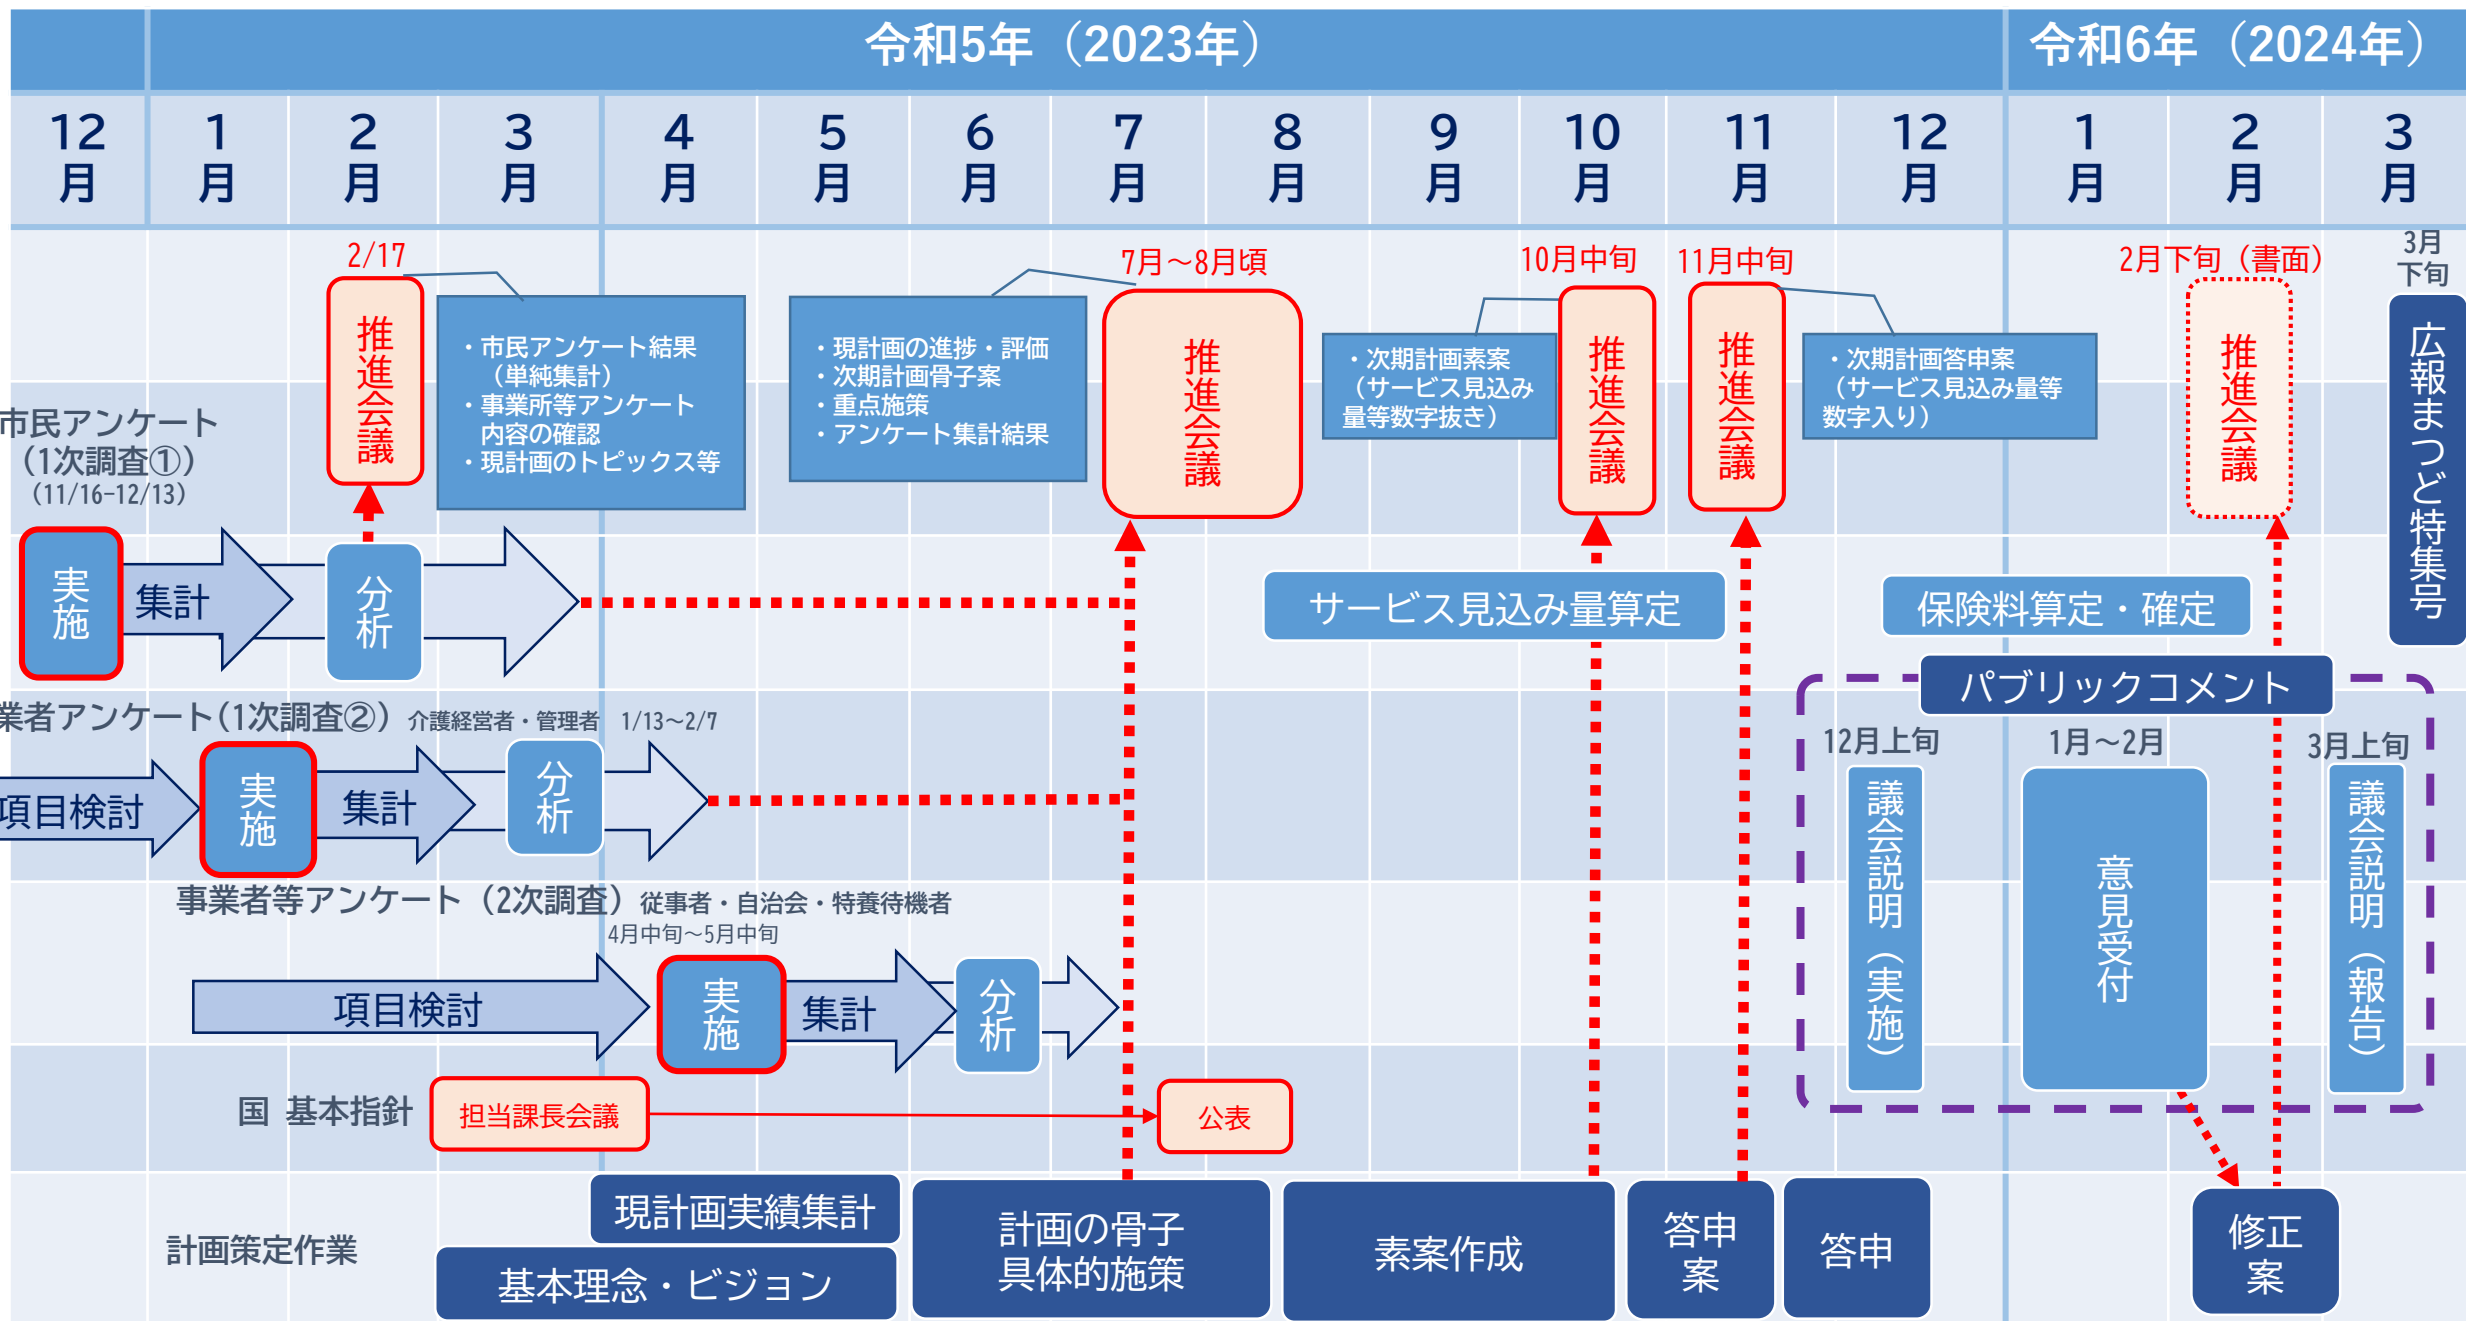 令和5年（2023年）
令和6年（2024年）
12月
1月
2月
3月
4月
5月
6月
7月
8月
9月
10月
11月
12月
1月
2月
3月
2/17
推進会議
・市民アンケート結果
（単純集計）
・事業所等アンケート
内容の確認
・現計画のトピックス等
7月～8月頃
・現計画の進捗・評価
・次期計画骨子案
・重点施策
・アンケート集計結果
推進会議
10月中旬
・次期計画素案
（サービス見込み
量等数字抜き）
推進会議
11月中旬
推進会議
・次期計画答申案
（サービス見込み量等
数字入り）
2月下旬（書面）
推進会議
3月
下旬
広報まつど特集号
市民アンケート
（1次調査①）
（11/16-12/13）
実施
集計
分析
サービス見込み量算定
保険料算定・確定
パブリックコメント
業者アンケート(1次調査②) 介護経営者・管理者 1/13～2/7
項目検討
実施
集計
分析
12月上旬
議会説明（実施）
1月～2月
意見受付
3月上旬
議会説明（報告）
事業者等アンケート（2次調査）従事者・自治会・特養待機者
4月中旬～5月中旬
項目検討
実施
集計
分析
国 基本指針
担当課長会議
公表
計画策定作業
現計画実績集計
基本理念・ビジョン
計画の骨子
具体的施策
素案作成
答申
案
答申
修正
案